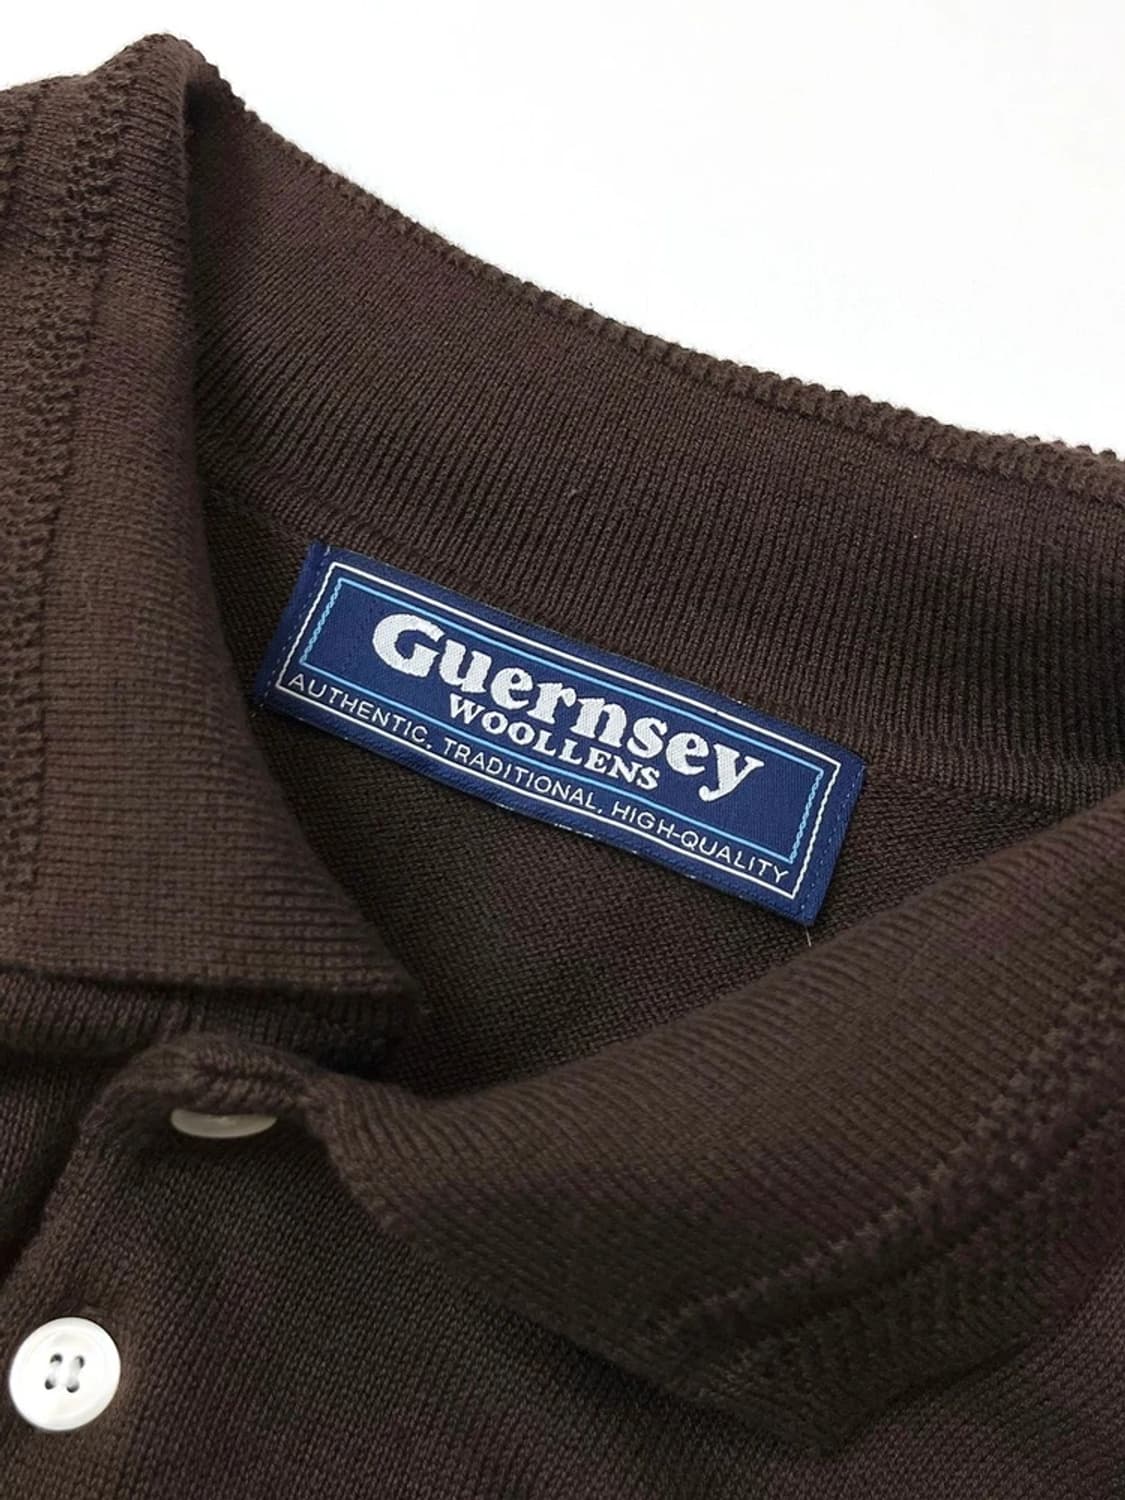 Guernsey
WOOLLENS
AUTHENTIC, TRADITIONAL, HIGH-QUALITY